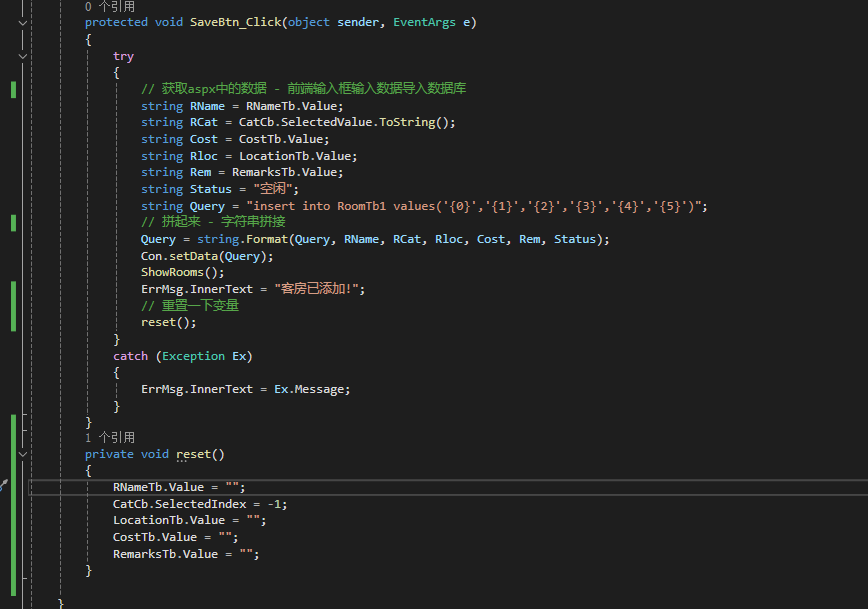 0 个引用
protected void SaveBtn_Click(object sender, EventArgs e)
{
try
{
// 获取aspx中的数据 - 前端输入框输入数据导入数据库
string RName = RNameTb.Value;
string RCat = CatCb.SelectedValue.ToString();
string Cost = CostTb.Value;
string Rloc = LocationTb.Value;
string Rem = RemarksTb.Value;
string Status = "空闲";
string Query = "insert into RoomTb1 values('{0}','{1}','{2}','{3}','{4}','{5}')";
// 拼起来 - 字符串拼接
Query = string.Format(Query, RName, RCat, Rloc, Cost, Rem, Status);
Con.setData(Query);
ShowRooms();
ErrMsg.InnerText = "客房已添加!";
// 重置一下变量
reset();
}
catch (Exception Ex)
{
ErrMsg.InnerText = Ex.Message;
}
}
1 个引用
private void reset()
{
RNameTb.Value = "";
CatCb.SelectedIndex = -1;
LocationTb.Value = "";
CostTb.Value = "";
RemarksTb.Value = "";
}
}